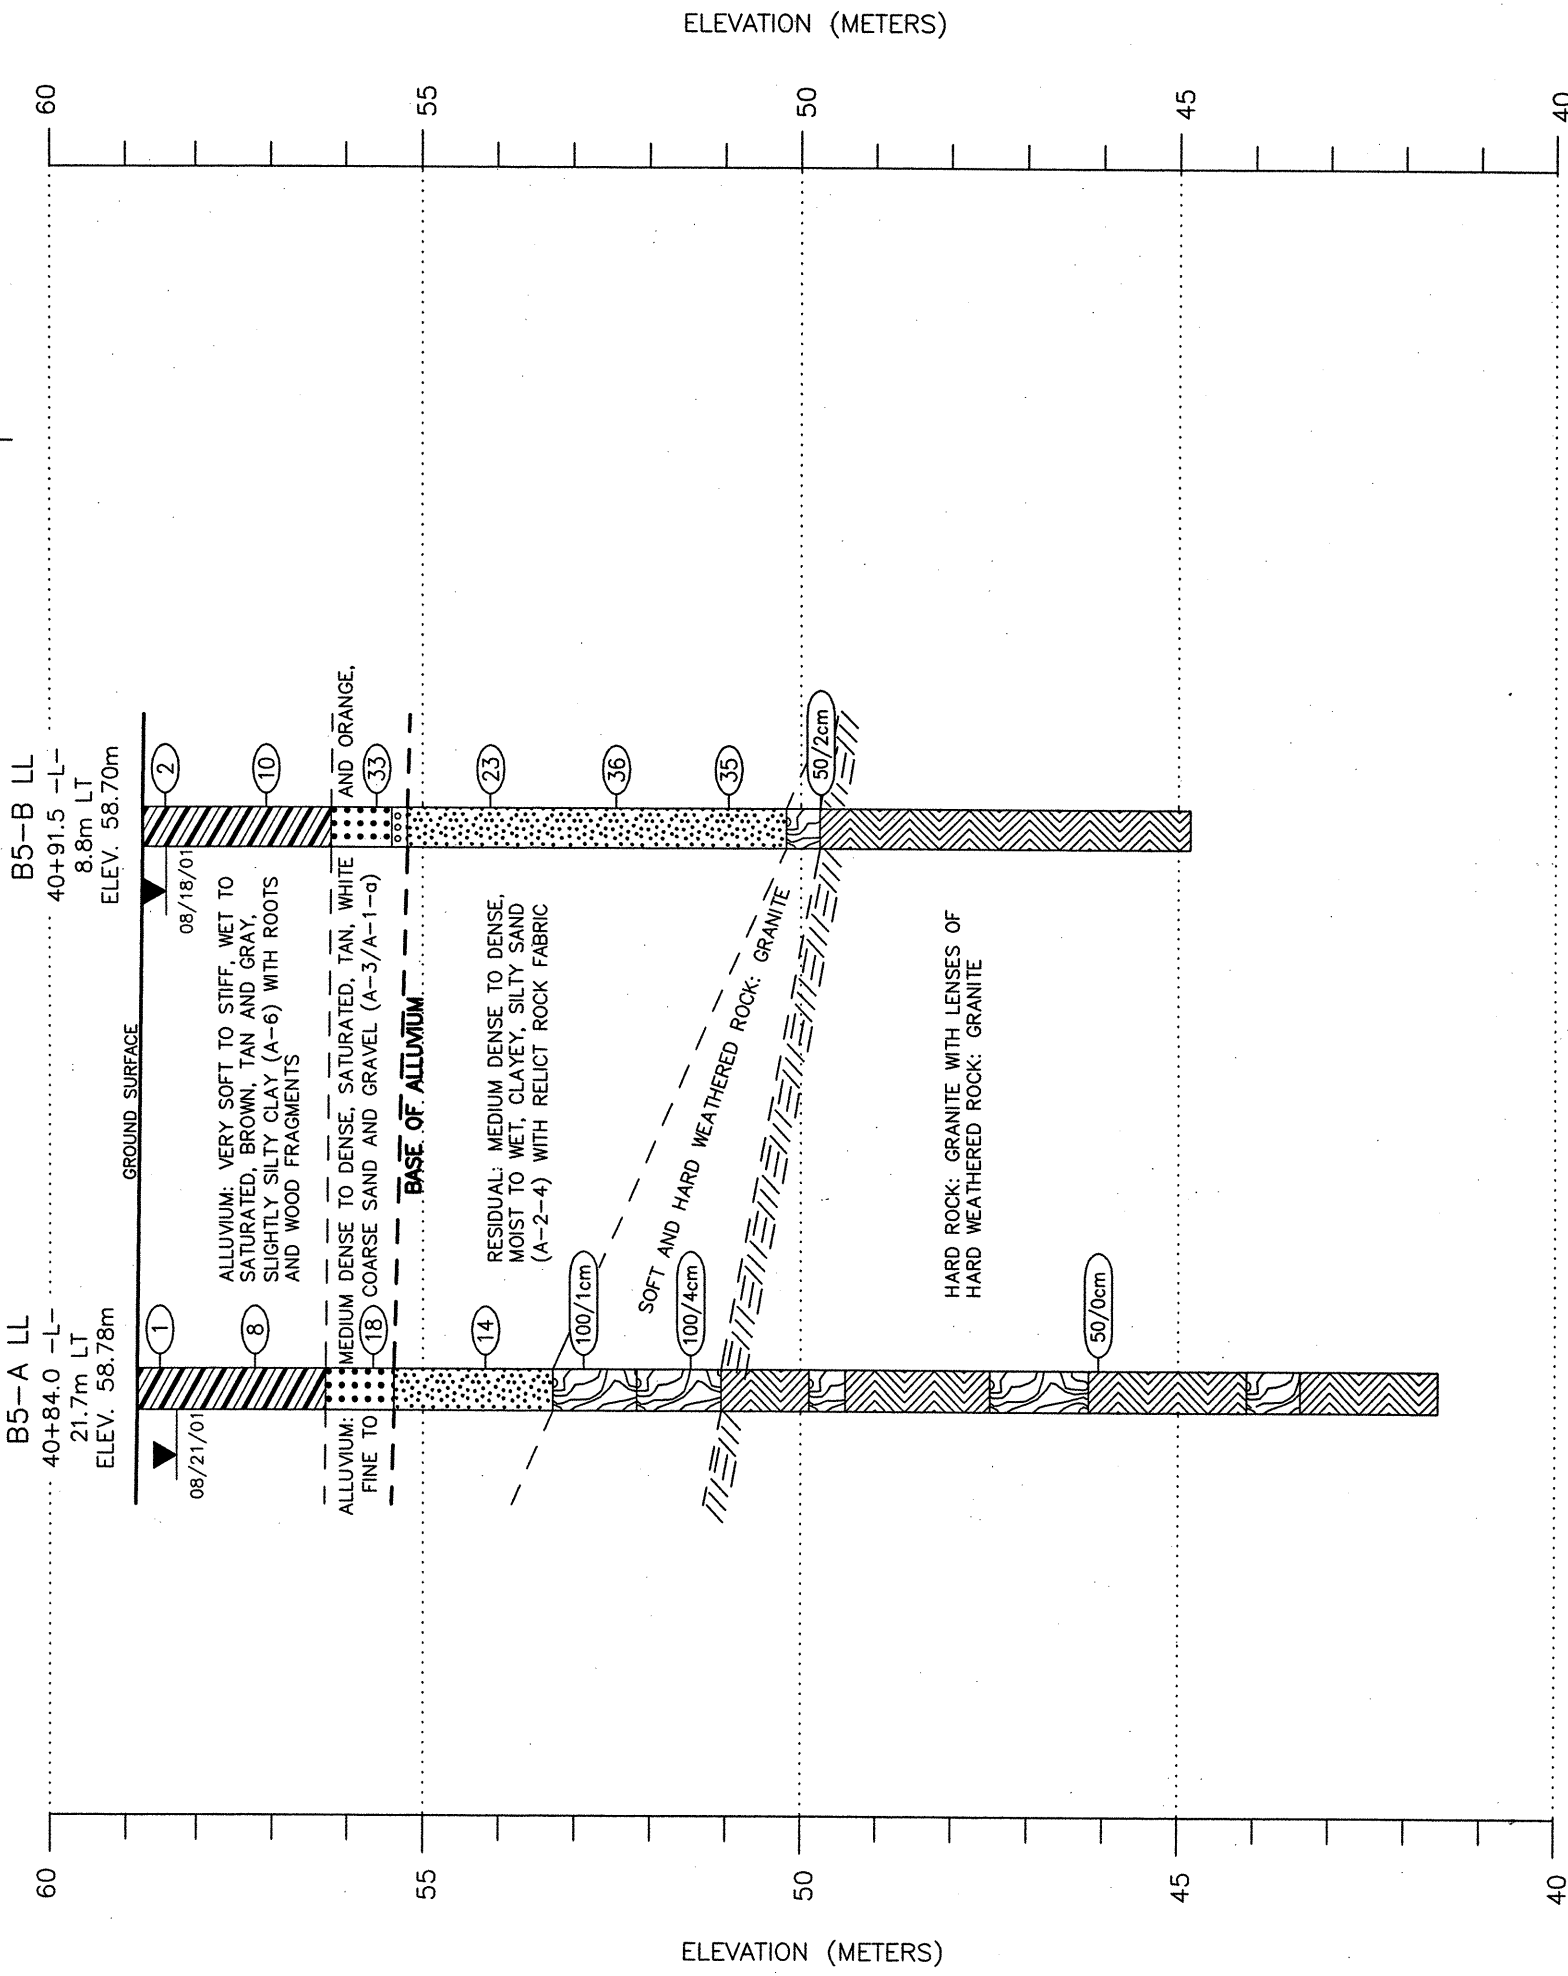 B5-A LL
40+84.0 -L-
21.7m LT
ELEV. 58.78m
B5-B LL
40+91.5 -L-
8.8m LT
ELEV. 58.70m
ELEVATION (METERS)
60
55
50
45
40
ELEVATION (METERS)
60
55
50
45
40
GROUND SURFACE
08/21/01
08/18/01
1
8
18
14
100/1cm
100/4cm
50/0cm
2
10
33
23
36
35
50/2cm
ALLUVIUM: VERY SOFT TO STIFF, WET TO
SATURATED, BROWN, TAN AND GRAY,
SLIGHTLY SILTY CLAY (A-6) WITH ROOTS
AND WOOD FRAGMENTS
ALLUVIUM: MEDIUM DENSE TO DENSE, SATURATED, TAN, WHITE AND ORANGE,
FINE TO COARSE SAND AND GRAVEL (A-3/A-1-a)
BASE OF ALLUVIUM
RESIDUAL: MEDIUM DENSE TO DENSE,
MOIST TO WET, CLAYEY, SILTY SAND
(A-2-4) WITH RELICT ROCK FABRIC
SOFT AND HARD WEATHERED ROCK: GRANITE
HARD ROCK: GRANITE WITH LENSES OF
HARD WEATHERED ROCK: GRANITE